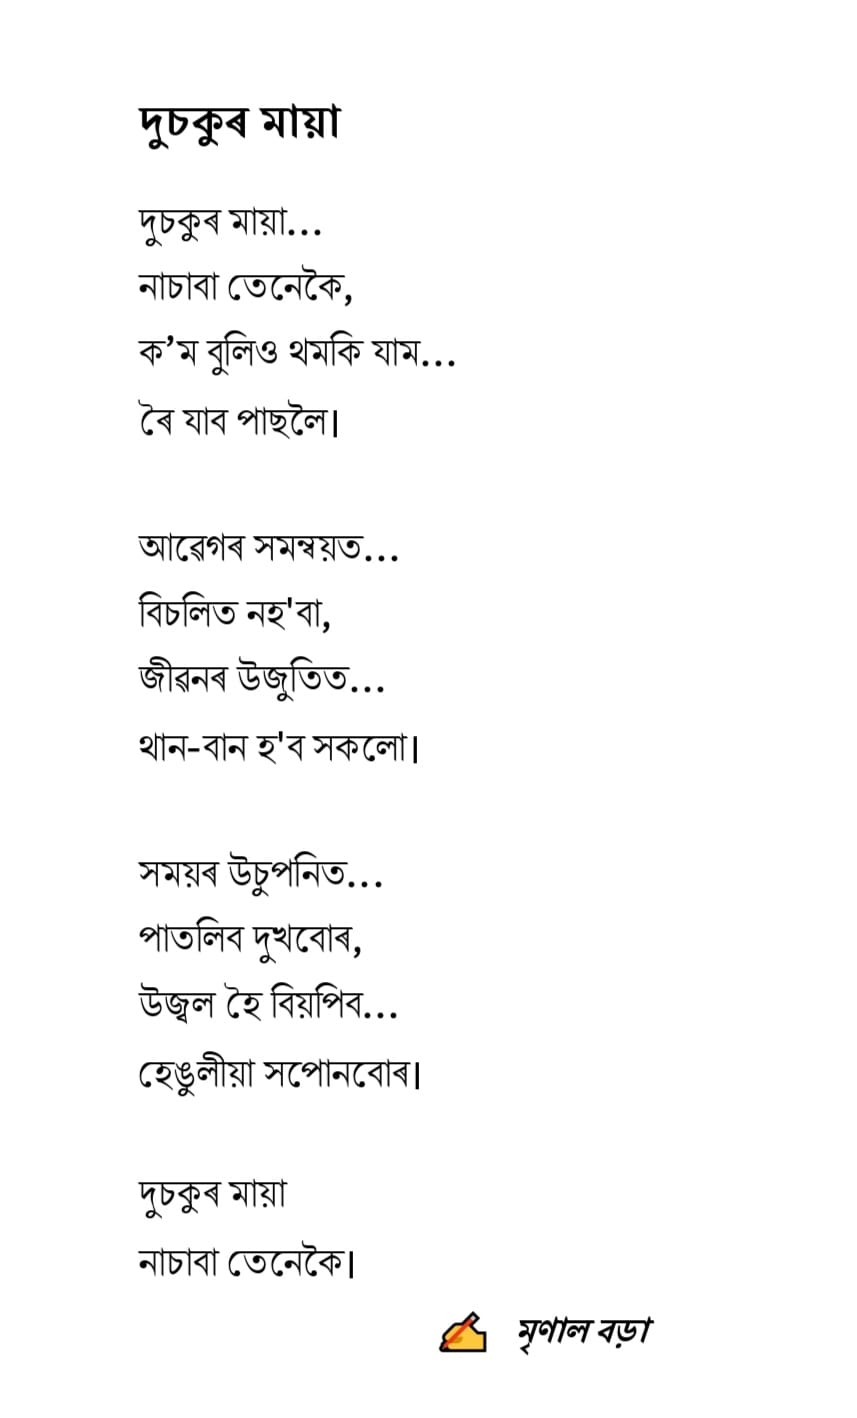 দুচকুৰ মায়া
দুচকুৰ মায়া...
নাচাবা তেনেকৈ,
ক’ম বুলিও থমকি যাম...
ৰৈ যাব পাছলৈ।
আৱেগৰ সমন্বয়ত...
বিচলিত নহ'বা,
জীৱনৰ উজুতিত...
থান-বান হ'ব সকলো।
সময়ৰ উচুপনিত...
পাতলিব দুখবোৰ,
উজ্বল হৈ বিয়পিব...
হেঙুলীয়া সপোনবোৰ।
দুচকুৰ মায়া
নাচাবা তেনেকৈ।
মৃণাল বড়া